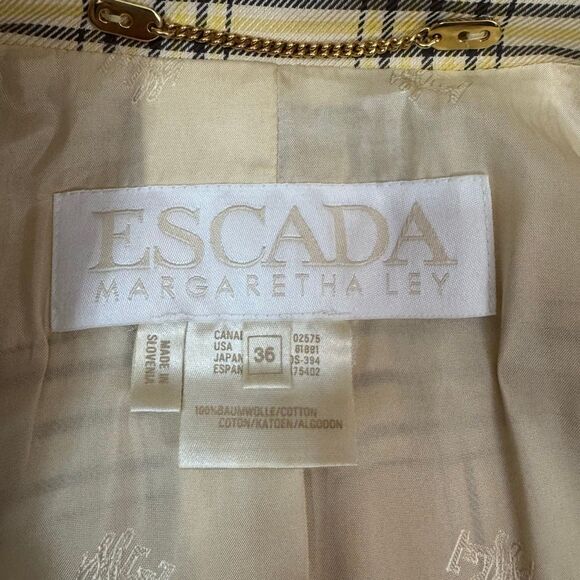 ESCADA
MARGARETHA LEY
MADE IN
SLOVENIA
36
CANA 02575
USA 61881
JAPAN OS-394
ESPAN 75402
100%BAUMWOLLE/COTTON
COTON/KATOEN/ALGODON